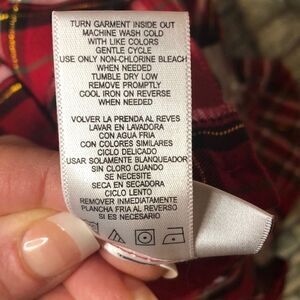 TURN GARMENT INSIDE OUT
MACHINE WASH COLD
WITH LIKE COLORS
GENTLE CYCLE
USE ONLY NON-CHLORINE BLEACH
WHEN NEEDED
TUMBLE DRY LOW
REMOVE PROMPTLY
COOL IRON ON REVERSE
WHEN NEEDED
VOLVER LA PRENDA AL REVES
LAVAR EN LAVADORA
CON AGUA FRIA
CON COLORES SIMILARES
CICLO DELICADO
USAR SOLAMENTE BLANQUEADOR
SIN CLORO CUANDO
SE NECESITE
SECA EN SECADORA
CICLO LENTO
REMOVER INMEDIATAMENTE
PLANCHA FRIA AL REVERSO
SI ES NECESARIO